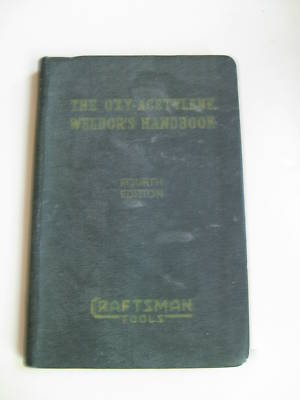 THE OXY-ACETYLENE
WELDOR'S HANDBOOK
FOURTH
EDITION
CRAFTSMAN
TOOLS